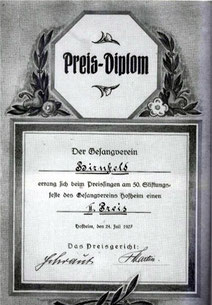 Preis-Diplom
Der Gesangverein
Birnfeld
errang sich beim Preissingen am 50. Stiftungs-
feste des Gesangvereins Hofheim einen
Preis
Hofheim, den 24. Juli 1927
Das Preisgericht: